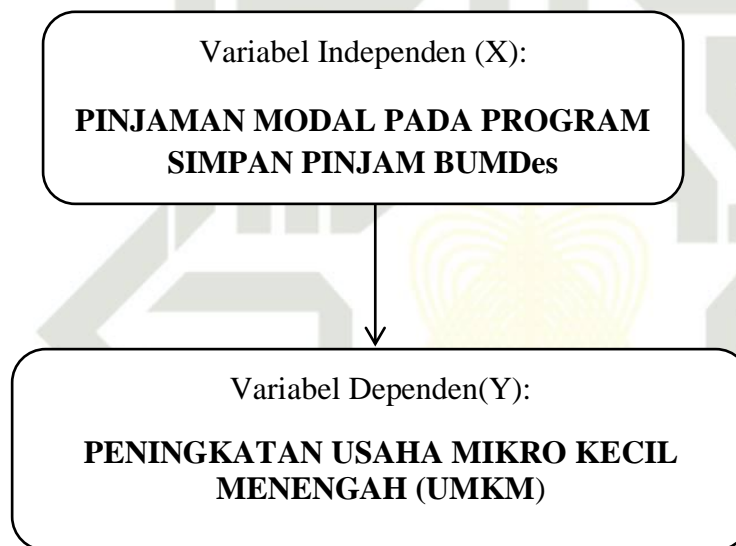 Variabel Independen (X):
PINJAMAN MODAL PADA PROGRAM
SIMPAN PINJAM BUMDes
Variabel Dependen(Y):
PENINGKATAN USAHA MIKRO KECIL
MENENGAH (UMKM)